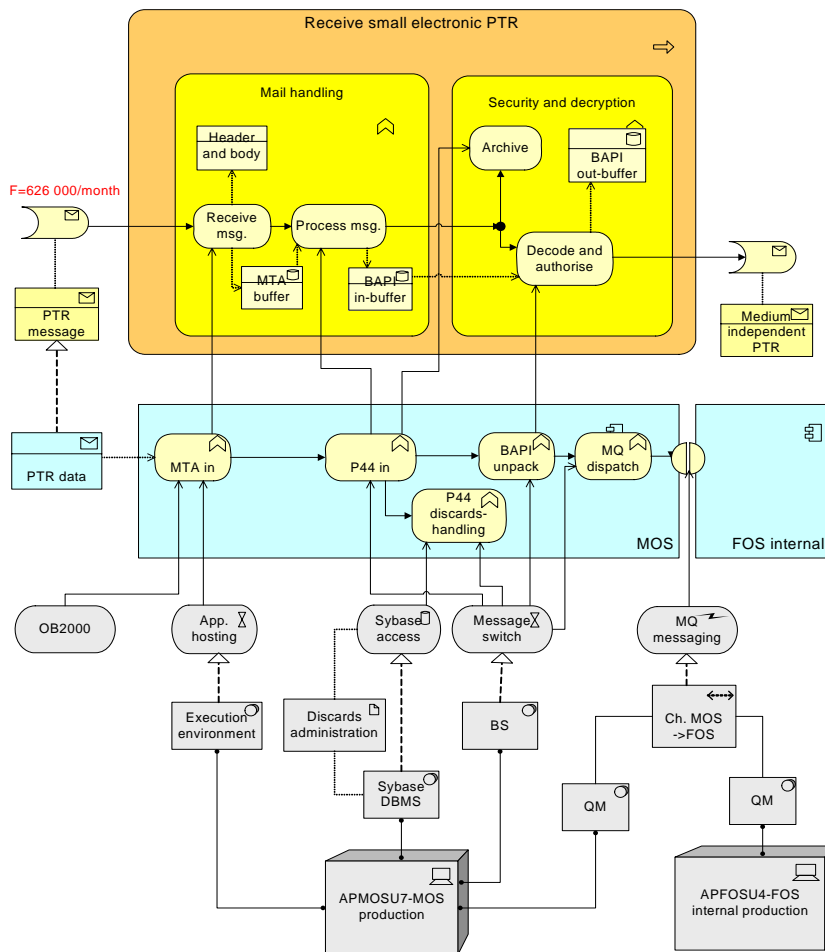 Receive small electronic PTR
Mail handling
Security and decryption
Header
and body
Archive
BAPI
out-buffer
F=626 000/month
Receive
msg.
Process msg.
Decode and
authorise
MTA
buffer
BAPI
in-buffer
PTR
message
Medium
independent
PTR
PTR data
MTA in
P44 in
BAPI
unpack
MQ
dispatch
P44
discards-
handling
MOS
FOS internal
OB2000
App.
hosting
Sybase
access
Message
switch
MQ
messaging
Execution
environment
Discards
administration
BS
Ch. MOS
->FOS
Sybase
DBMS
QM
QM
APMOSU7-MOS
production
APFOSU4-FOS
internal production